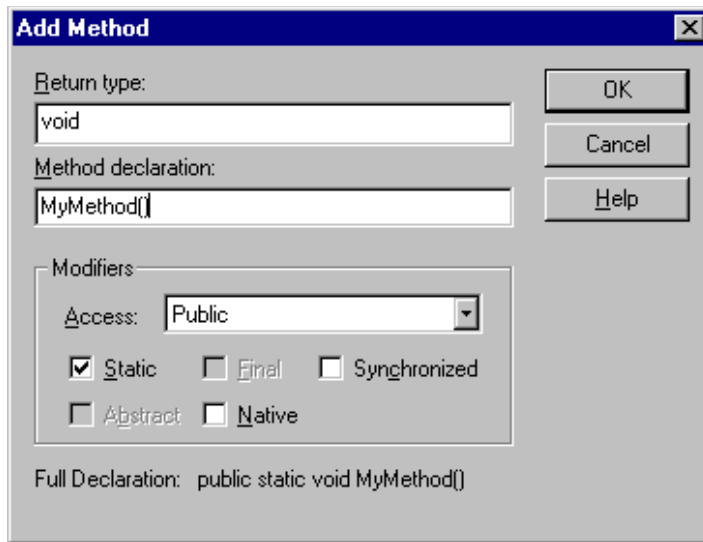 Add Method
Return type:
OK
void
Cancel
Method declaration:
MyMethod()
Help
Modifiers
Access: Public
Static Final Synchronized
Abstract Native
Full Declaration: public static void MyMethod()